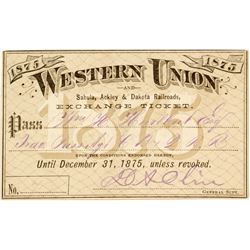 1875 1875
WESTERN UNION
AND
Sabula, Ackley & Dakota Railroads,
EXCHANGE TICKET.
1875
Pass
UPON THE CONDITIONS ENDORSED HEREON,
Until December 31, 1875, unless revoked.
No.
GENERAL SUPT.